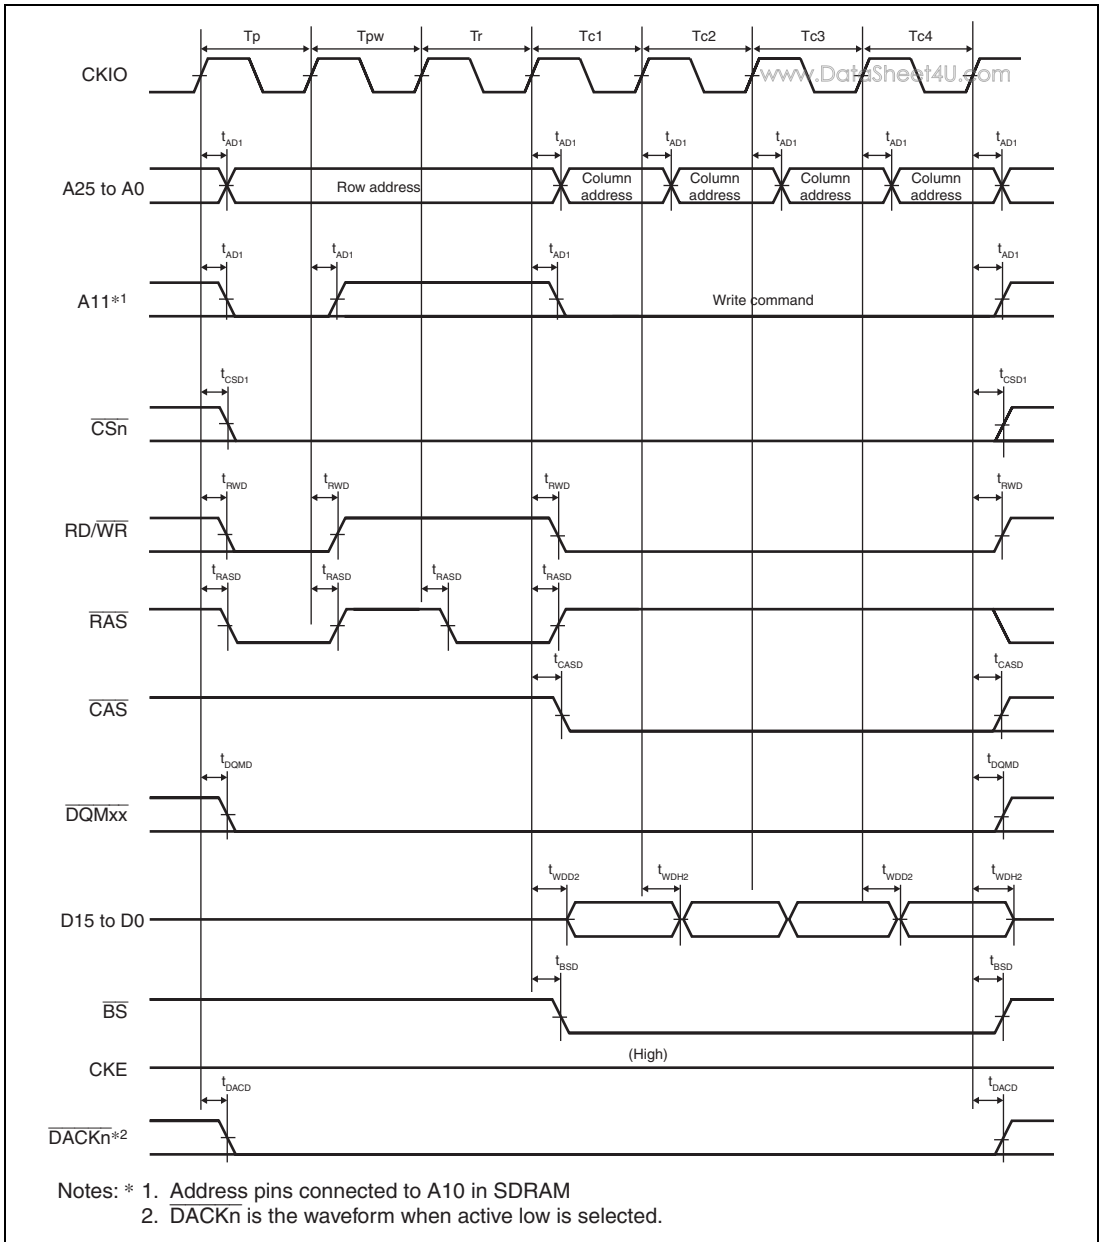 Tp Tpw Tr Tc1 Tc2 Tc3 Tc4
CKIO
www.DataSheet4U.com
tAD1 tAD1 tAD1 tAD1 tAD1 tAD1
A25 to A0
Row address
Column address
Column address
Column address
Column address
tAD1 tAD1 tAD1 tAD1
A11*1
Write command
tCSD1 tCSD1
CSn
tRWD tRWD tRWD tRWD
RD/WR
tRASD tRASD tRASD tRASD
RAS
tCASD tCASD
CAS
tDQMD tDQMD
DQMxx
tWDD2 tWDH2 tWDD2 tWDH2
D15 to D0
tBSD tBSD
BS
(High)
CKE
tDACD tDACD
DACKn*2
Notes: * 1. Address pins connected to A10 in SDRAM
2. DACKn is the waveform when active low is selected.